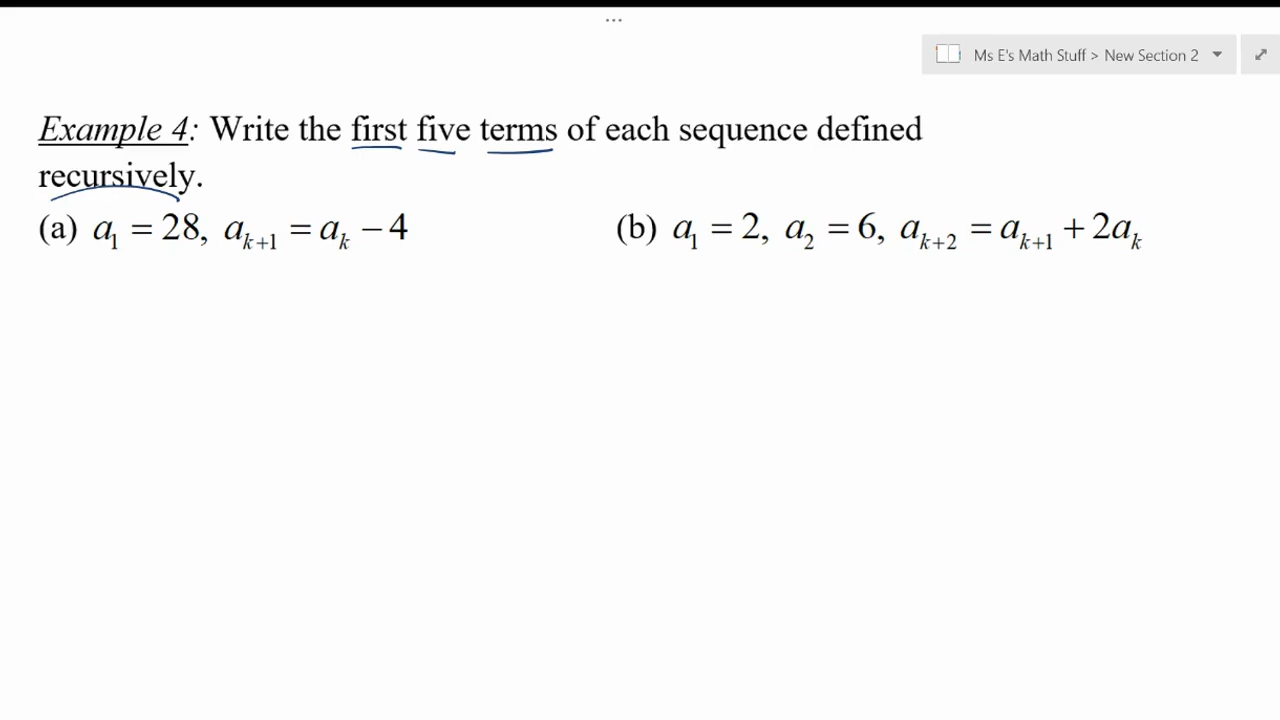 ...
Ms E's Math Stuff > New Section 2
Example 4: Write the first five terms of each sequence defined
recursively.
(a) a₁ = 28, aₖ₊₁ = aₖ − 4 (b) a₁ = 2, a₂ = 6, aₖ₊₂ = aₖ₊₁ + 2aₖ